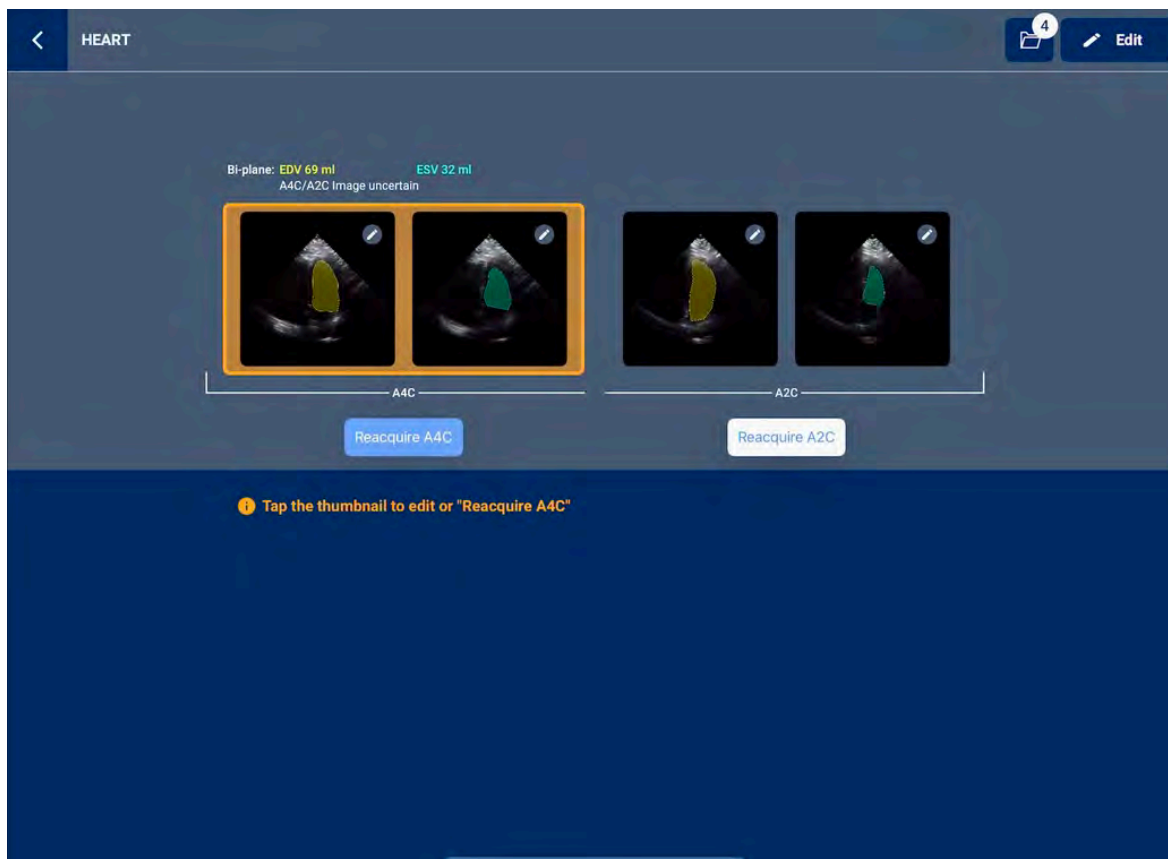 HEART
4
Edit
Bi-plane: EDV 69 ml ESV 32 ml
A4C/A2C Image uncertain
A4C
A2C
Reacquire A4C
Reacquire A2C
Tap the thumbnail to edit or "Reacquire A4C"